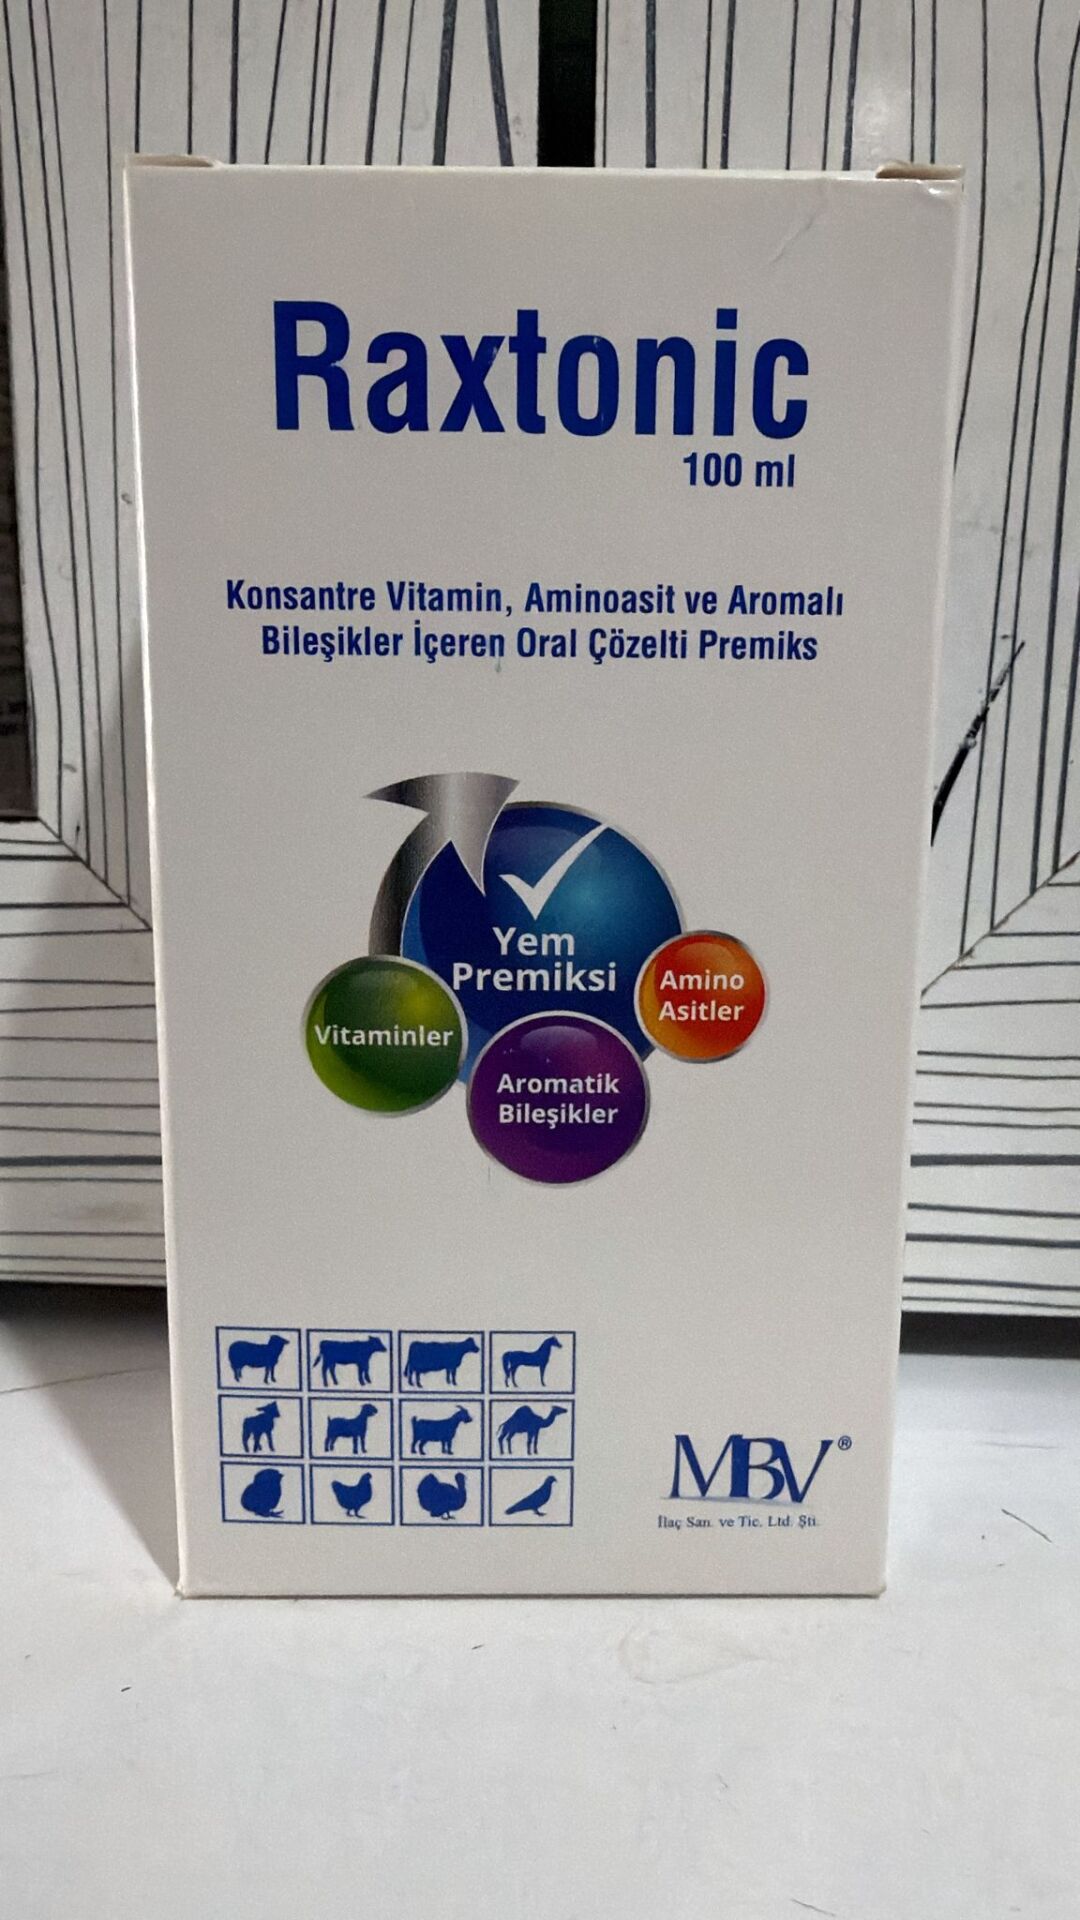 Raxtonic
100 ml
Konsantre Vitamin, Aminoasit ve Aromalı
Bileşikler İçeren Oral Çözelti Premiks
Yem
Premiksi
Amino
Asitler
Vitaminler
Aromatik
Bileşikler
MBV®
İlaç San. ve Tic. Ltd. Şti.